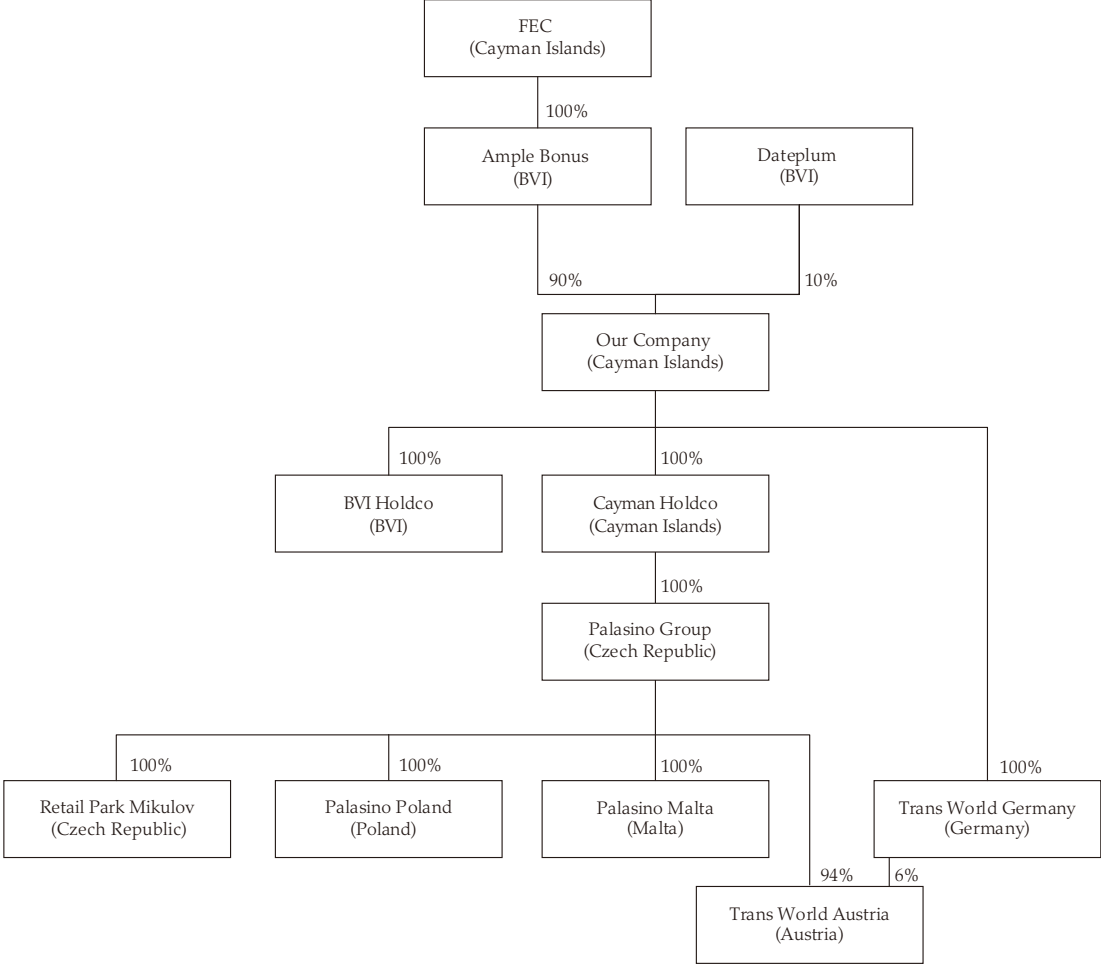 FEC
(Cayman Islands)
100%
Ample Bonus
(BVI)
Dateplum
(BVI)
90%
10%
Our Company
(Cayman Islands)
100%
100%
BVI Holdco
(BVI)
Cayman Holdco
(Cayman Islands)
100%
Palasino Group
(Czech Republic)
100%
100%
100%
100%
Retail Park Mikulov
(Czech Republic)
Palasino Poland
(Poland)
Palasino Malta
(Malta)
Trans World Germany
(Germany)
94%
6%
Trans World Austria
(Austria)